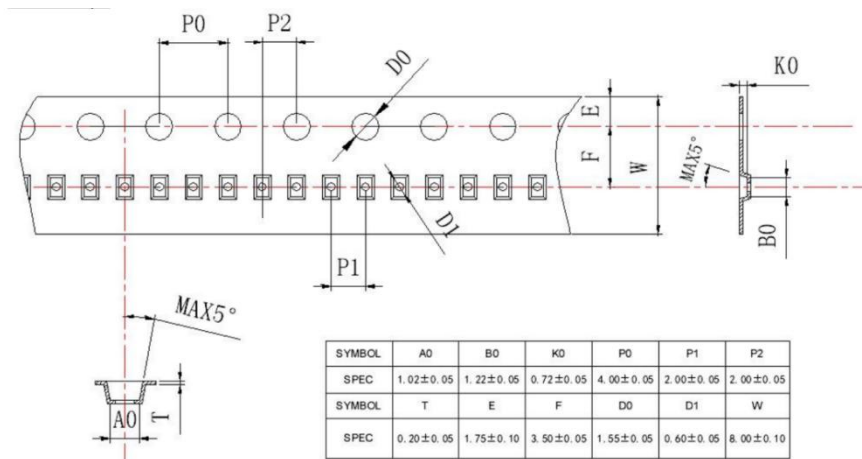 P0
P2
D0
E
K0
F
W
MAX5°
B0
D1
P1
MAX5°
A0
T
SYMBOL A0 B0 K0 P0 P1 P2
SPEC 1.02±0.05 1.22±0.05 0.72±0.05 4.00±0.05 2.00±0.05 2.00±0.05
SYMBOL T E F D0 D1 W
SPEC 0.20±0.05 1.75±0.10 3.50±0.05 1.55±0.05 0.60±0.05 8.00±0.10